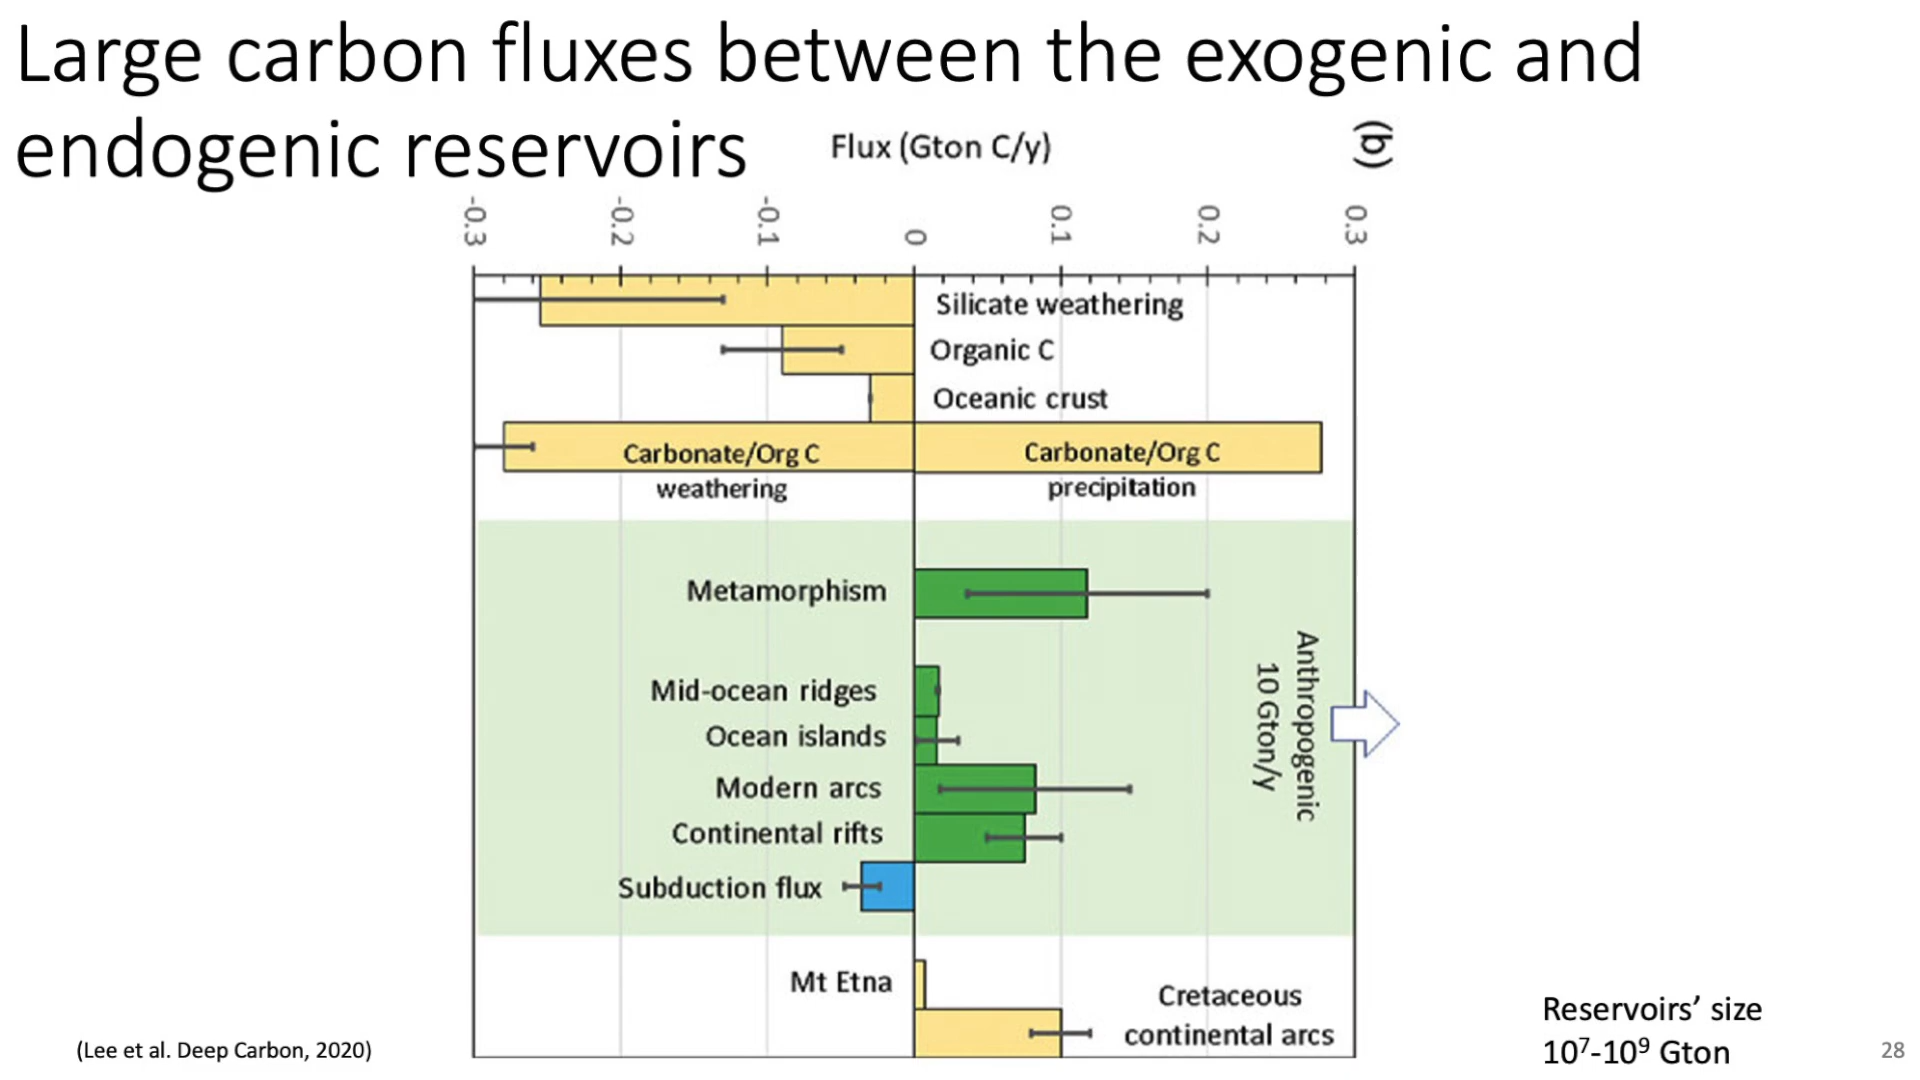 Large carbon fluxes between the exogenic and
endogenic reservoirs
Flux (Gton C/y)
(b)
-0.3
-0.2
-0.1
0
0.1
0.2
0.3
Silicate weathering
Organic C
Oceanic crust
Carbonate/Org C
weathering
Carbonate/Org C
precipitation
Metamorphism
Mid-ocean ridges
Ocean islands
Modern arcs
Continental rifts
Subduction flux
Anthropogenic
10 Gton/y
Mt Etna
Cretaceous
continental arcs
(Lee et al. Deep Carbon, 2020)
Reservoirs’ size
10⁷-10⁹ Gton
28